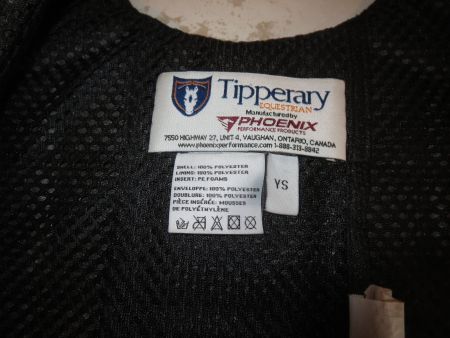 Tipperary
EQUESTRIAN
Manufactured by
PHOENIX
PERFORMANCE PRODUCTS
7550 HIGHWAY 27, UNIT 4, VAUGHAN, ONTARIO, CANADA
www.phoenixperformance.com 1-888-313-8842
SHELL: 100% POLYESTER
LINING: 100% POLYESTER
INSERT: PE FOAMS
ENVELOPPE: 100% POLYESTER
DOUBLURE: 100% POLYESTER
PIÈCE INSÉRÉE: MOUSSES
DE POLYÉTHYLÈNE
YS